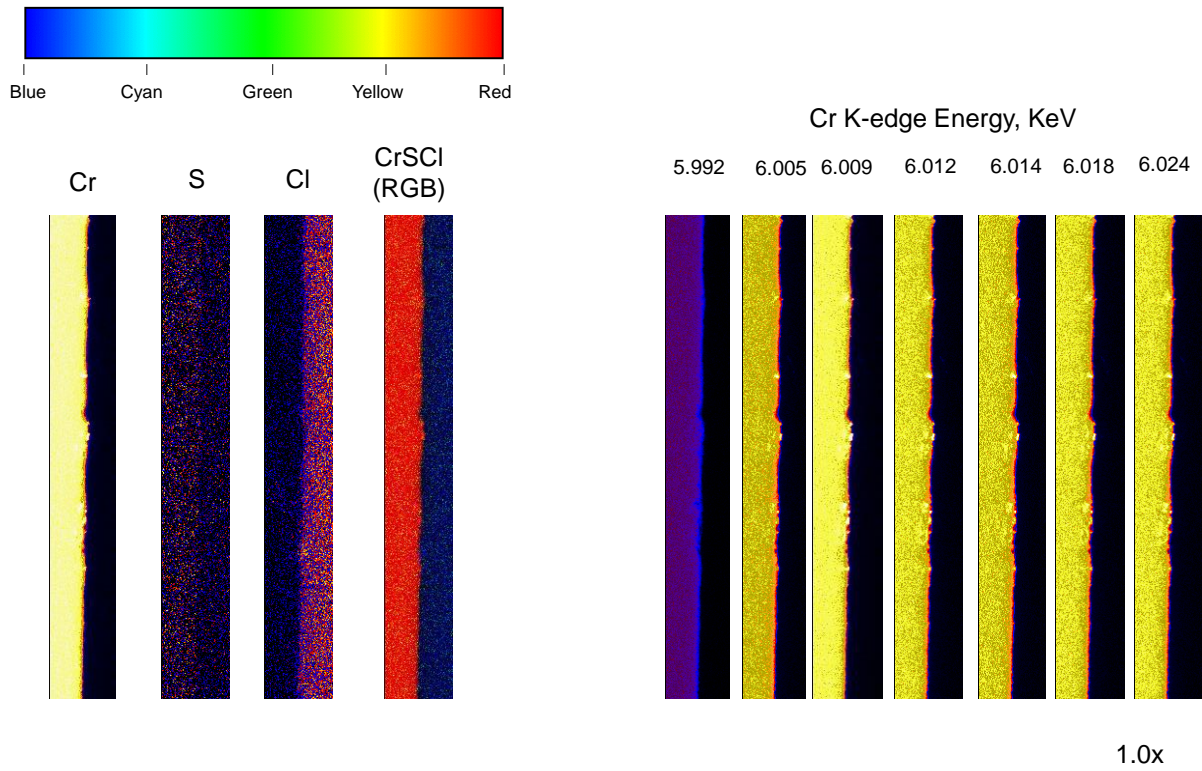 Blue Cyan Green Yellow Red
Cr K-edge Energy, KeV
Cr S Cl CrSCl
(RGB)
5.992 6.005 6.009 6.012 6.014 6.018 6.024
1.0x